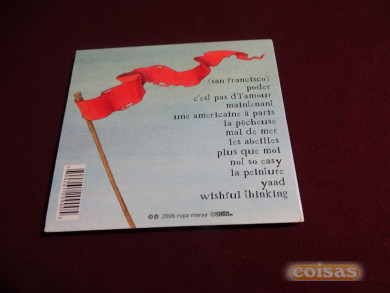 (san francisco)
poder
c'est pas d'l'amour
maintenant
une americaine à paris
la pêcheuse
mal de mer
les abeilles
plus que moi
not so easy
la peinture
yaad
wishful thinking
©℗ 2006 rupa marya
coisas